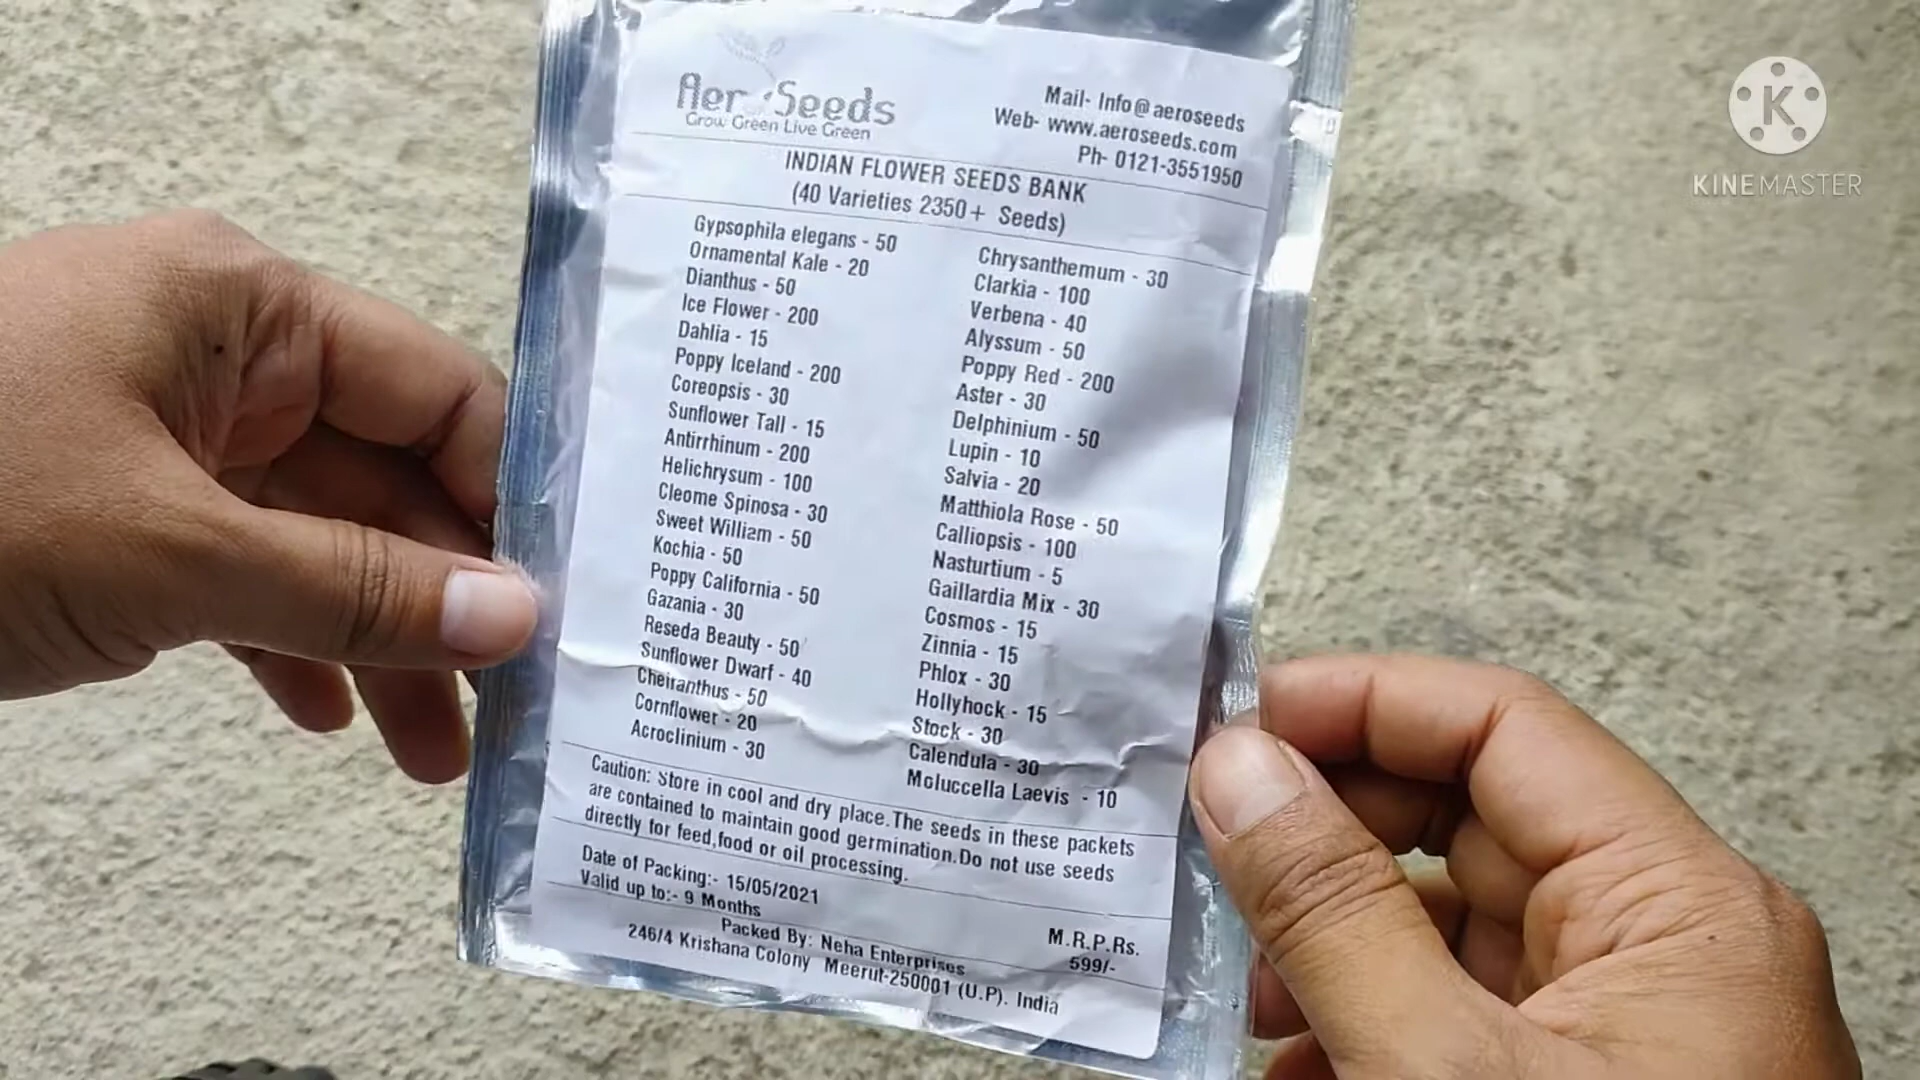 Aer Seeds
Grow Green Live Green
Mail- Info@aeroseeds
Web- www.aeroseeds.com
Ph- 0121-3551950
INDIAN FLOWER SEEDS BANK
(40 Varieties 2350+ Seeds)
Gypsophila elegans - 50
Ornamental Kale - 20
Dianthus - 50
Ice Flower - 200
Dahlia - 15
Poppy Iceland - 200
Coreopsis - 30
Sunflower Tall - 15
Antirrhinum - 200
Helichrysum - 100
Cleome Spinosa - 30
Sweet William - 50
Kochia - 50
Poppy California - 50
Gazania - 30
Reseda Beauty - 50
Sunflower Dwarf - 40
Cheiranthus - 50
Cornflower - 20
Acroclinium - 30
Chrysanthemum - 30
Clarkia - 100
Verbena - 40
Alyssum - 50
Poppy Red - 200
Aster - 30
Delphinium - 50
Lupin - 10
Salvia - 20
Matthiola Rose - 50
Calliopsis - 100
Nasturtium - 5
Gaillardia Mix - 30
Cosmos - 15
Zinnia - 15
Phlox - 30
Hollyhock - 15
Stock - 30
Calendula - 30
Moluccella Laevis - 10
Caution: Store in cool and dry place.The seeds in these packets
are contained to maintain good germination.Do not use seeds
directly for feed,food or oil processing.
Date of Packing:- 15/05/2021
Valid up to:- 9 Months
M.R.P.Rs.
599/-
Packed By: Neha Enterprises
246/4 Krishana Colony Meerut-250001 (U.P). India
K
KINEMASTER